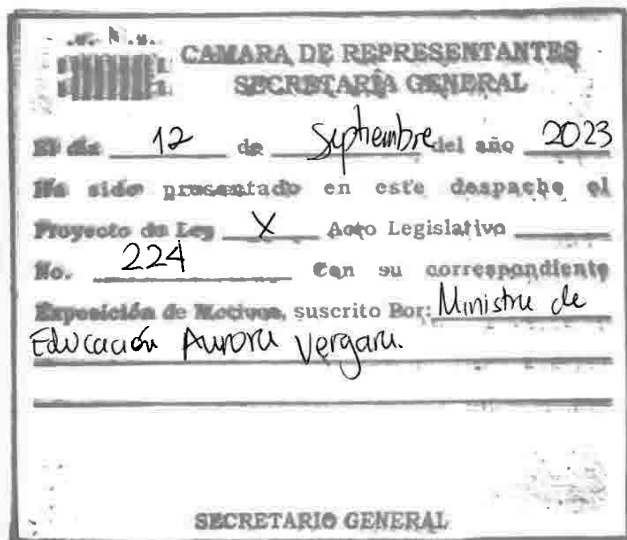 CAMARA DE REPRESENTANTES
SECRETARÍA GENERAL
El día 12 de Septiembre del año 2023
Ha sido presentado en este despacho el
Proyecto de Ley X Acto Legislativo
No. 224 Con su correspondiente
Exposición de Motivos, suscrito Por: Ministra de
Educación Aurora Vergara.
SECRETARIO GENERAL